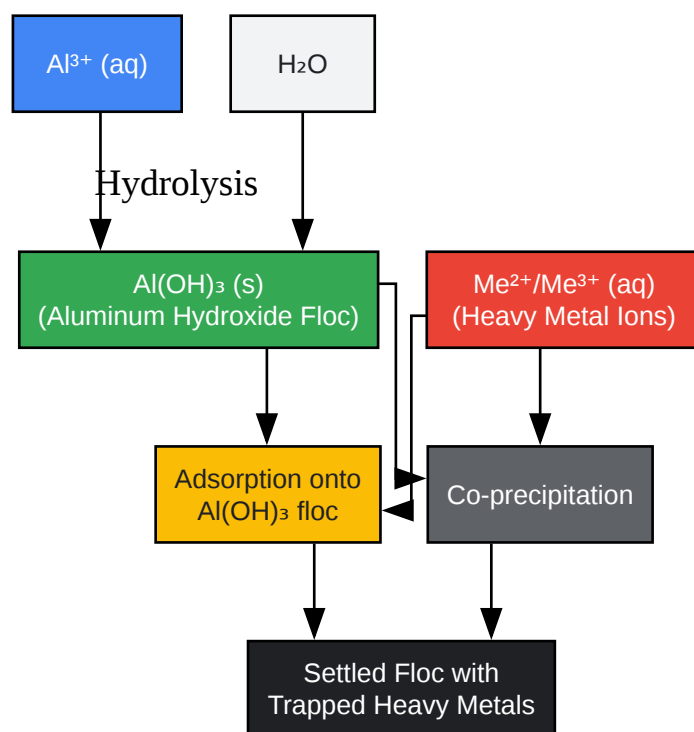 Al³⁺ (aq)
H₂O
Hydrolysis
Al(OH)₃ (s)
(Aluminum Hydroxide Floc)
Me²⁺/Me³⁺ (aq)
(Heavy Metal Ions)
Adsorption onto
Al(OH)₃ floc
Co-precipitation
Settled Floc with
Trapped Heavy Metals